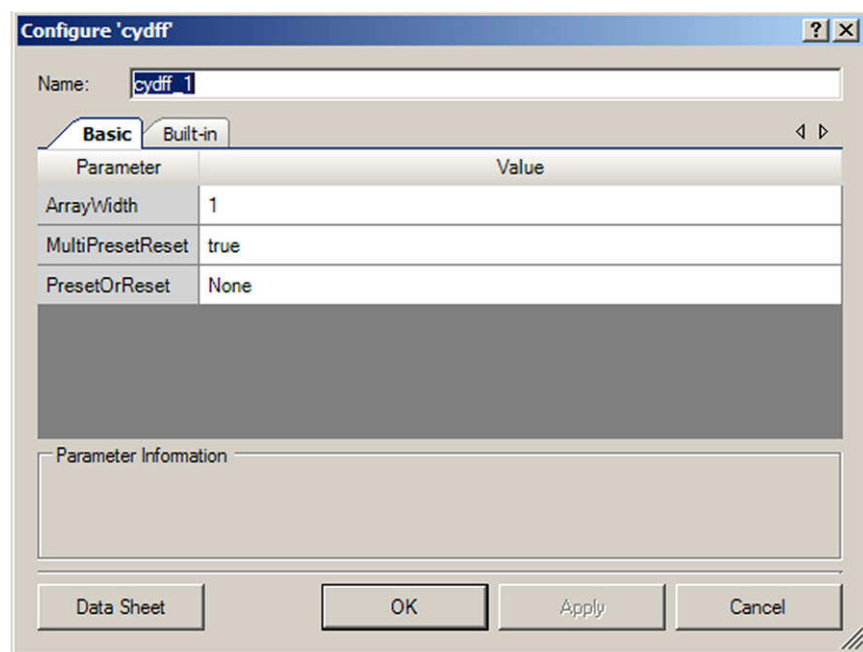 Configure 'cydff'
Name: cydff_1
Basic Built-in
Parameter Value
ArrayWidth 1
MultiPresetReset true
PresetOrReset None
Parameter Information
Data Sheet OK Apply Cancel